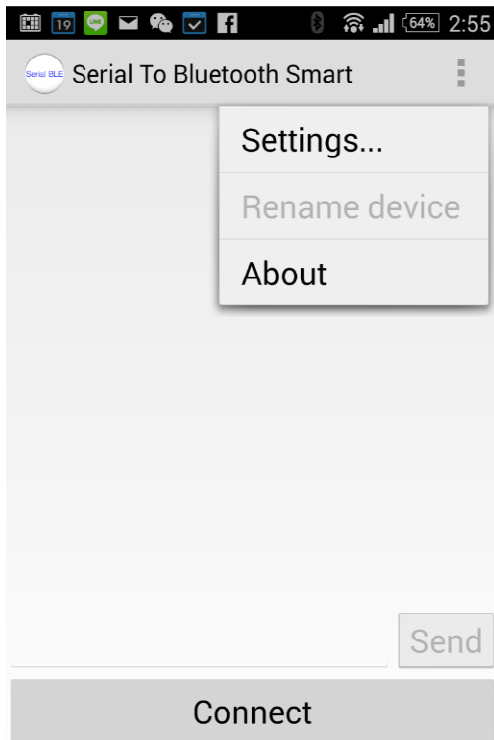 19
64%
2:55
Serial BLE
Serial To Bluetooth Smart
Settings...
Rename device
About
Send
Connect